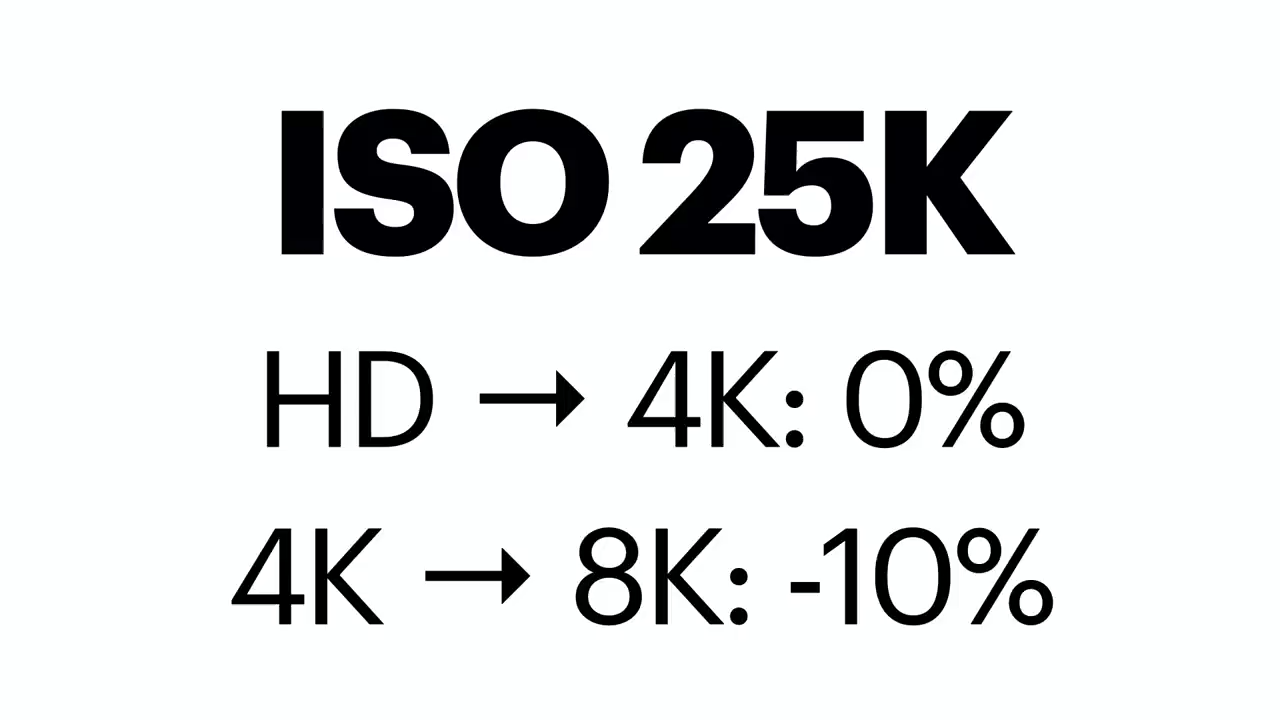 ISO 25K
HD → 4K: 0%
4K → 8K: -10%